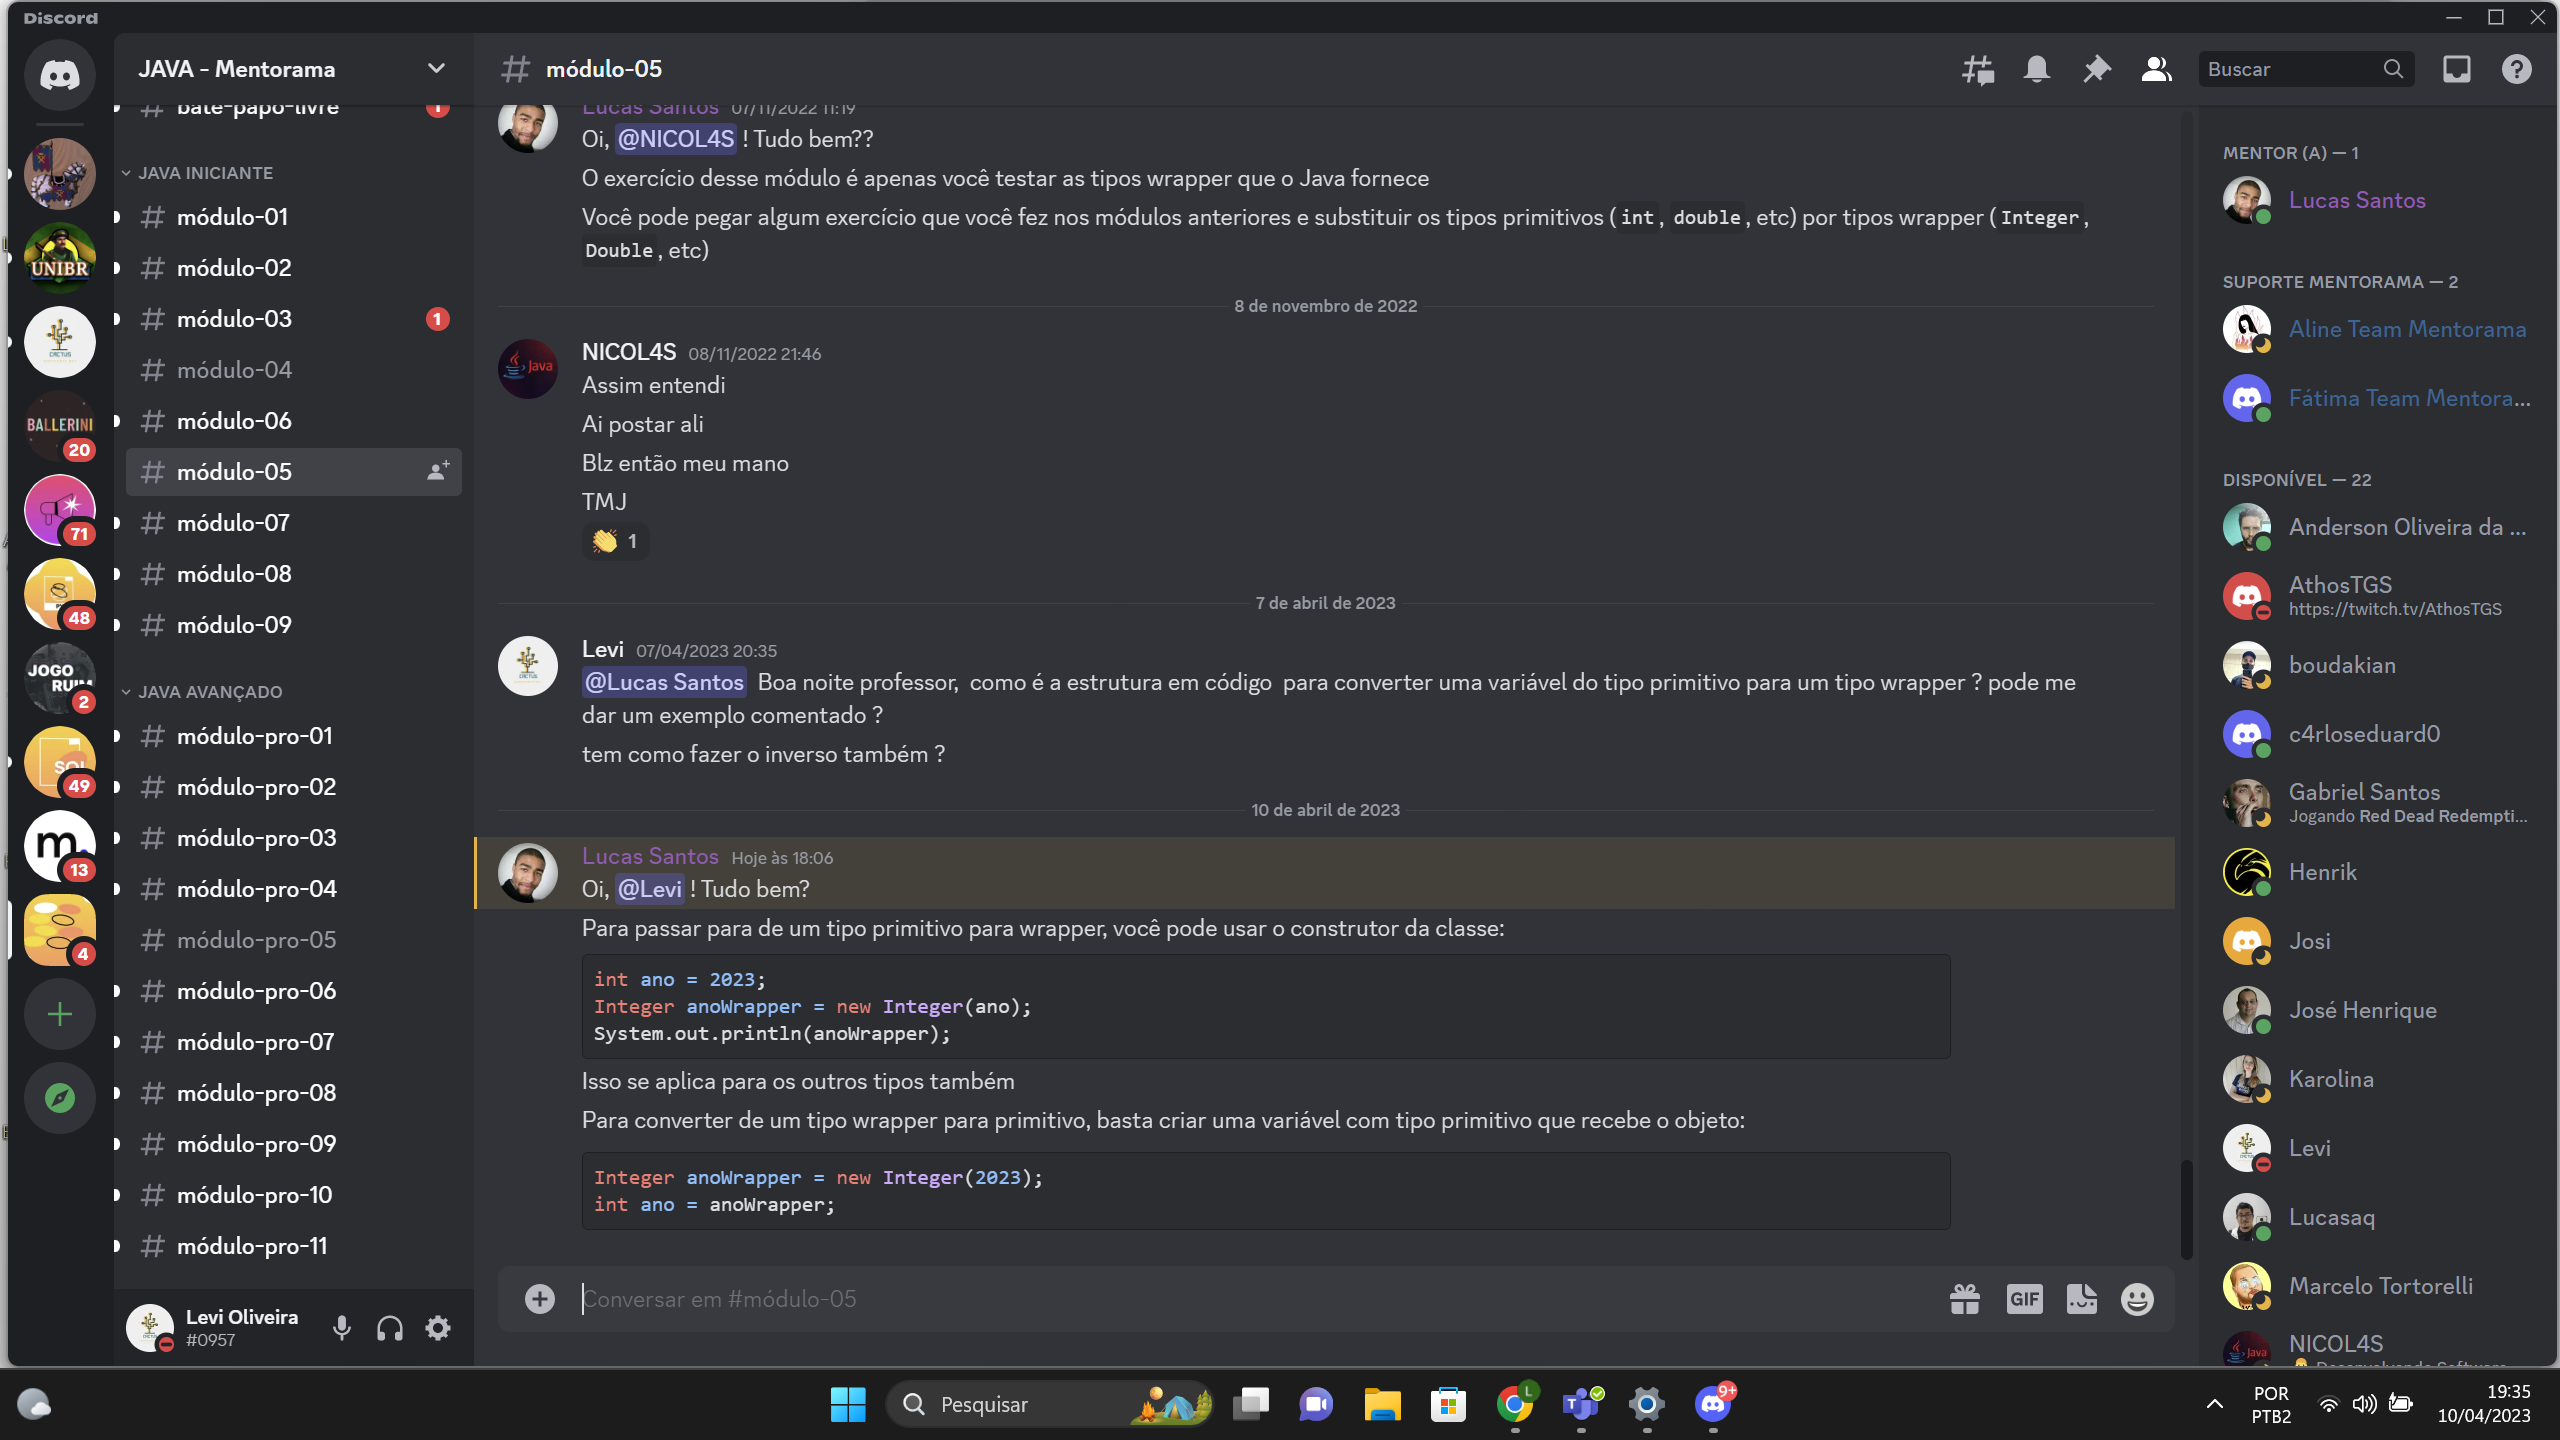 Discord
JAVA - Mentorama
bate-papo-livre
1
JAVA INICIANTE
módulo-01
módulo-02
módulo-03
1
módulo-04
módulo-06
módulo-05
módulo-07
módulo-08
módulo-09
JAVA AVANÇADO
módulo-pro-01
módulo-pro-02
módulo-pro-03
módulo-pro-04
módulo-pro-05
módulo-pro-06
módulo-pro-07
módulo-pro-08
módulo-pro-09
módulo-pro-10
módulo-pro-11
Levi Oliveira
#0957
UNIBR
CACTUS
BALLERINI
20
71
48
JOGO
RUIM
2
SQL
49
m.
13
4
módulo-05
Buscar
Lucas Santos 07/11/2022 11:19
Oi, @NICOL4S ! Tudo bem??
O exercício desse módulo é apenas você testar as tipos wrapper que o Java fornece
Você pode pegar algum exercício que você fez nos módulos anteriores e substituir os tipos primitivos ( int , double , etc) por tipos wrapper ( Integer ,
Double , etc)
8 de novembro de 2022
Java
NICOL4S 08/11/2022 21:46
Assim entendi
Ai postar ali
Blz então meu mano
TMJ
1
7 de abril de 2023
Levi 07/04/2023 20:35
@Lucas Santos Boa noite professor, como é a estrutura em código para converter uma variável do tipo primitivo para um tipo wrapper ? pode me
dar um exemplo comentado ?
tem como fazer o inverso também ?
10 de abril de 2023
Lucas Santos Hoje às 18:06
Oi, @Levi ! Tudo bem?
Para passar para de um tipo primitivo para wrapper, você pode usar o construtor da classe:
int ano = 2023;
Integer anoWrapper = new Integer(ano);
System.out.println(anoWrapper);
Isso se aplica para os outros tipos também
Para converter de um tipo wrapper para primitivo, basta criar uma variável com tipo primitivo que recebe o objeto:
Integer anoWrapper = new Integer(2023);
int ano = anoWrapper;
Conversar em #módulo-05
GIF
MENTOR (A) — 1
Lucas Santos
SUPORTE MENTORAMA — 2
Aline Team Mentorama
Fátima Team Mentora...
DISPONÍVEL — 22
Anderson Oliveira da ...
AthosTGS
https://twitch.tv/AthosTGS
boudakian
c4rloseduard0
Gabriel Santos
Jogando Red Dead Redempti...
Henrik
Josi
José Henrique
Karolina
Levi
Lucasaq
Marcelo Tortorelli
NICOL4S
Java
Desenvolvendo Software
Pesquisar
L
9+
POR
PTB2
19:35
10/04/2023